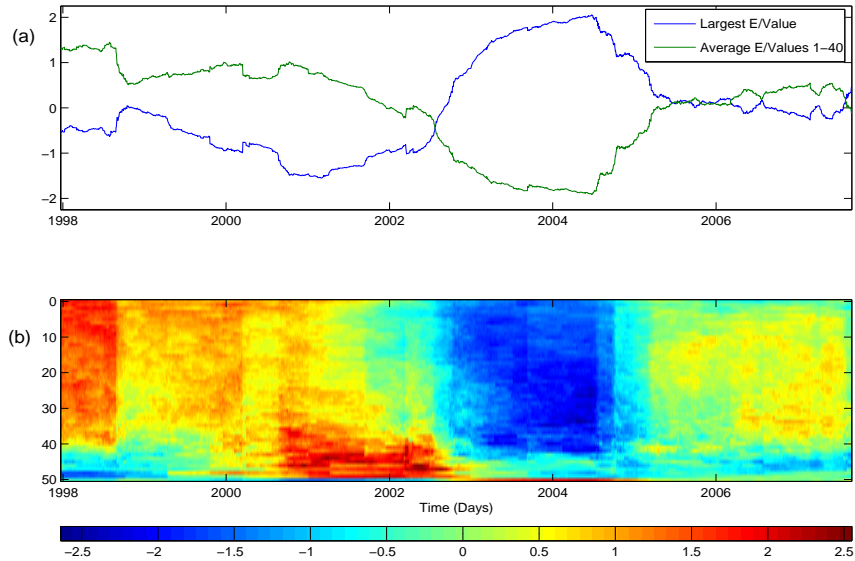 (a)
2
1
0
−1
−2
Largest E/Value
Average E/Values 1−40
1998 2000 2002 2004 2006
(b)
0
10
20
30
40
50
1998 2000 2002 2004 2006
Time (Days)
−2.5 −2 −1.5 −1 −0.5 0 0.5 1 1.5 2 2.5